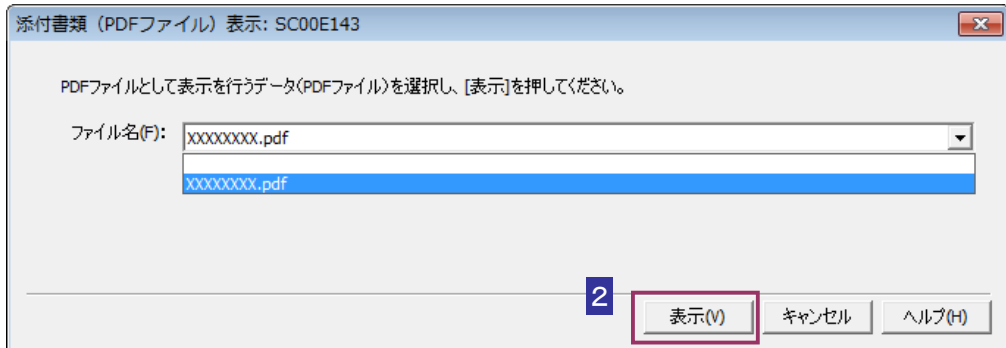 添付書類（PDFファイル）表示: SC00E143
PDFファイルとして表示を行うデータ(PDFファイル)を選択し、[表示]を押してください。
ファイル名(F): XXXXXXXX.pdf
XXXXXXXX.pdf
2
表示(V) キャンセル ヘルプ(H)